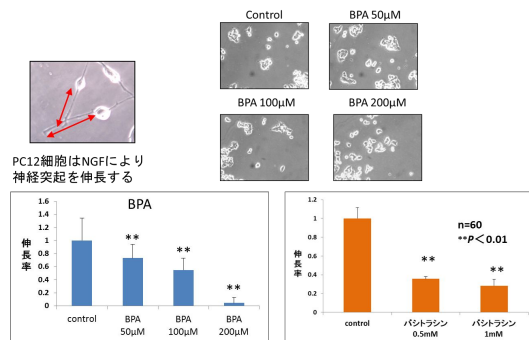 Control
BPA 50μM
BPA 100μM
BPA 200μM
PC12細胞はNGFにより
神経突起を伸長する
BPA
伸長率
1.6
1.4
1.2
1
0.8
0.6
0.4
0.2
0
**
**
**
control
BPA
50μM
BPA
100μM
BPA
200μM
伸長率
1.2
1
0.8
0.6
0.4
0.2
0
n=60
**P<0.01
**
**
control
バシトラシン
0.5mM
バシトラシン
1mM